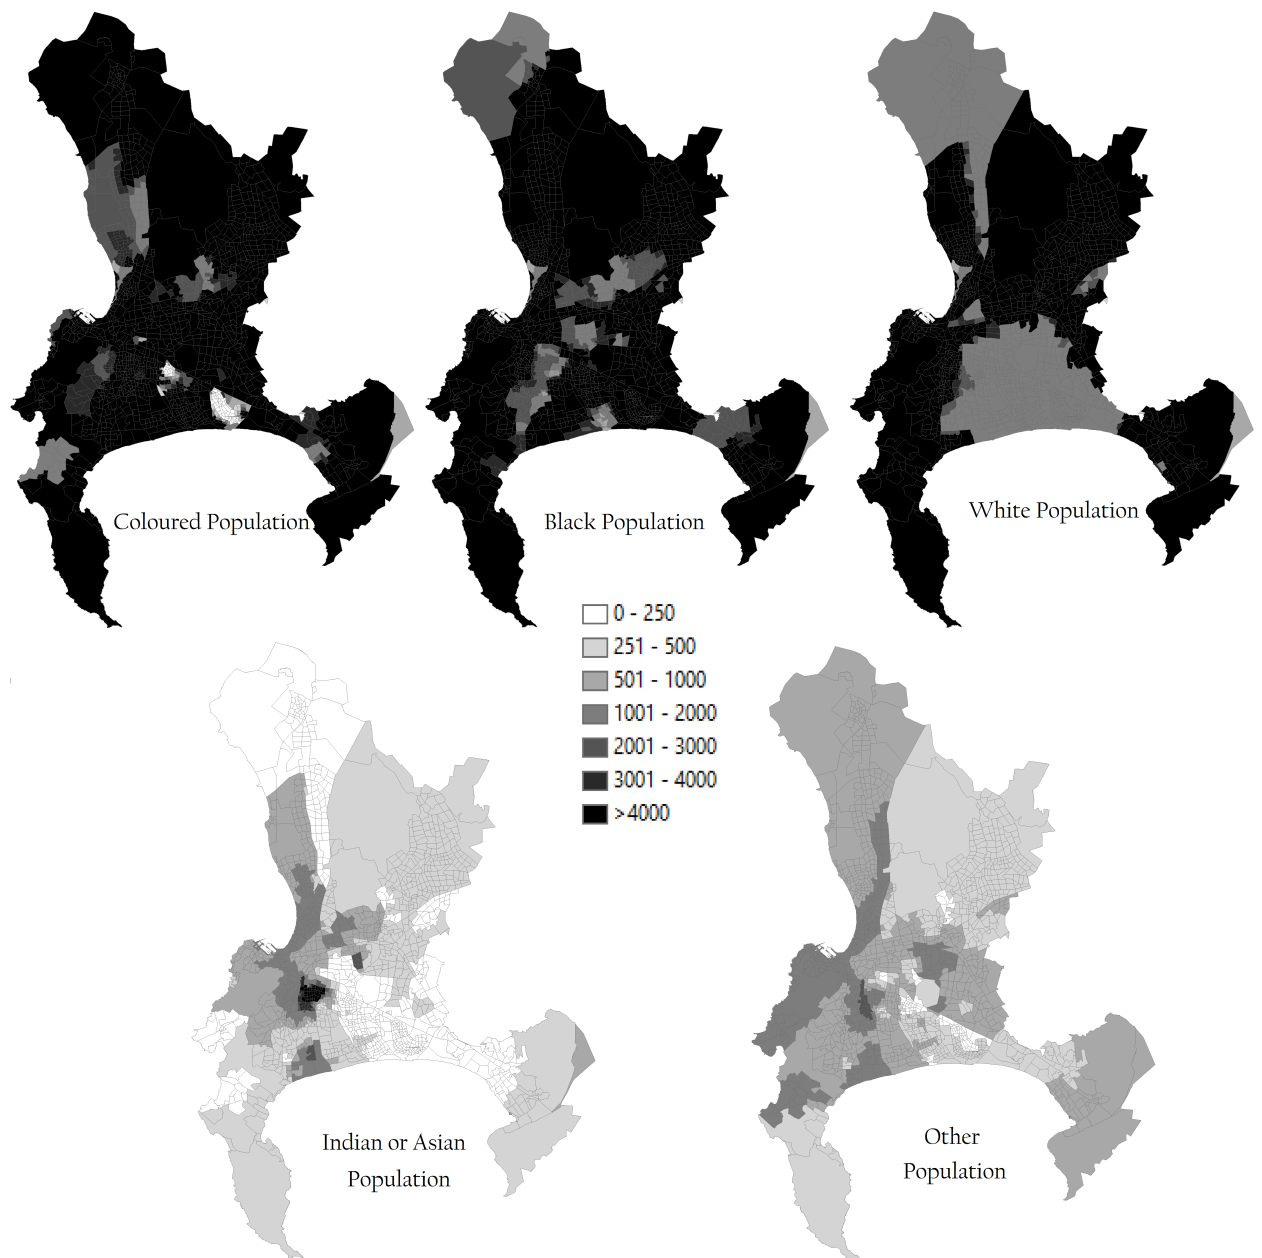 Coloured Population
Black Population
White Population
0 - 250
251 - 500
501 - 1000
1001 - 2000
2001 - 3000
3001 - 4000
>4000
Indian or Asian
Population
Other
Population